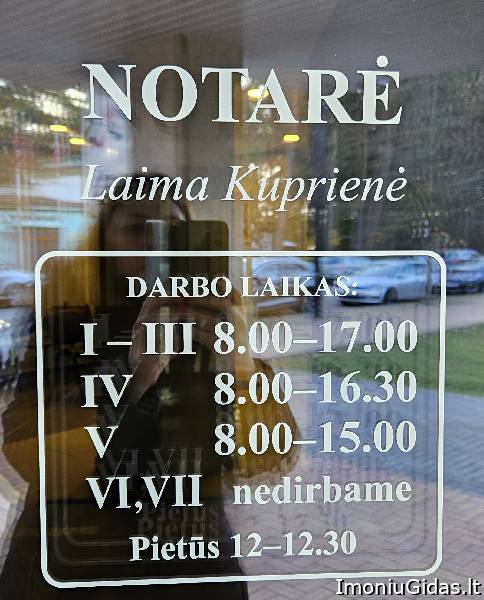 NOTARĖ
Laima Kuprienė
DARBO LAIKAS:
I – III 8.00–17.00
IV 8.00–16.30
V 8.00–15.00
VI,VII nedirbame
Pietūs 12–12.30
ImoniuGidas.lt